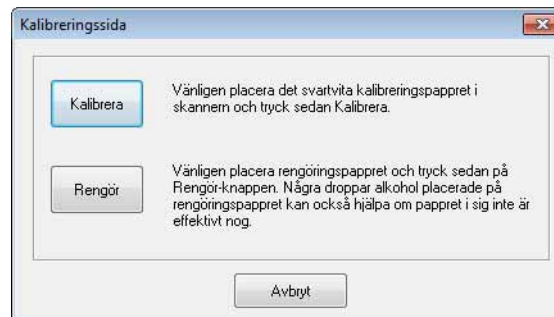 Kalibreringssida
Kalibrera
Vänligen placera det svartvita kalibreringspappret i
skannern och tryck sedan Kalibrera.
Rengör
Vänligen placera rengöringspappret och tryck sedan på
Rengör-knappen. Några droppar alkohol placerade på
rengöringspappret kan också hjälpa om pappret i sig inte är
effektivt nog.
Avbryt